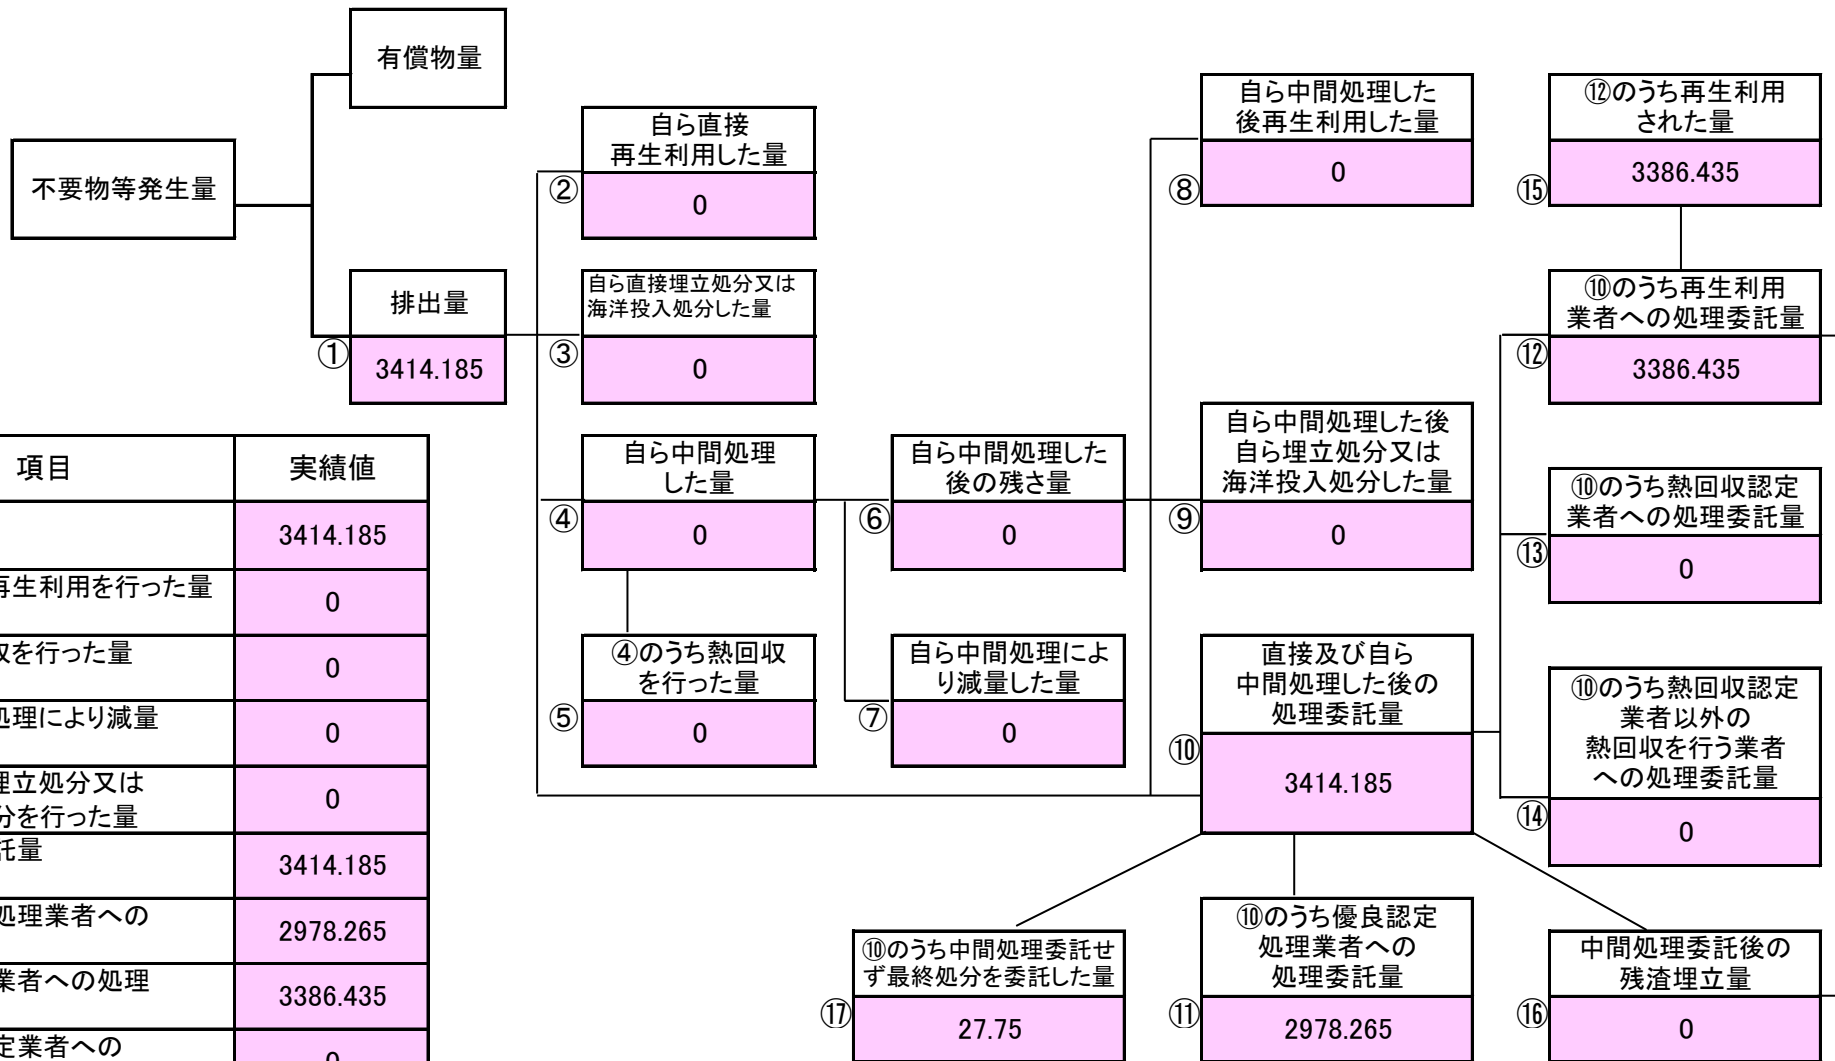 有償物量
不要物等発生量
排出量
①
3414.185
自ら直接
再生利用した量
②
0
自ら直接埋立処分又は
海洋投入処分した量
③
0
自ら中間処理
した量
④
0
④のうち熱回収
を行った量
⑤
0
自ら中間処理した
後の残さ量
⑥
0
自ら中間処理によ
り減量した量
⑦
0
自ら中間処理した
後再生利用した量
⑧
0
自ら中間処理した後
自ら埋立処分又は
海洋投入処分した量
⑨
0
直接及び自ら
中間処理した後の
処理委託量
⑩
3414.185
⑫のうち再生利用
された量
⑮
3386.435
⑩のうち再生利用
業者への処理委託量
⑫
3386.435
⑩のうち熱回収認定
業者への処理委託量
⑬
0
⑩のうち熱回収認定
業者以外の
熱回収を行う業者
への処理委託量
⑭
0
⑩のうち中間処理委託せ
ず最終処分を委託した量
⑰
27.75
⑩のうち優良認定
処理業者への
処理委託量
⑪
2978.265
中間処理委託後の
残渣埋立量
⑯
0
項目 実績値
3414.185
再生利用を行った量
0
収を行った量
0
処理により減量
0
埋立処分又は
分を行った量
0
託量
3414.185
処理業者への
2978.265
業者への処理
3386.435
定業者への
0